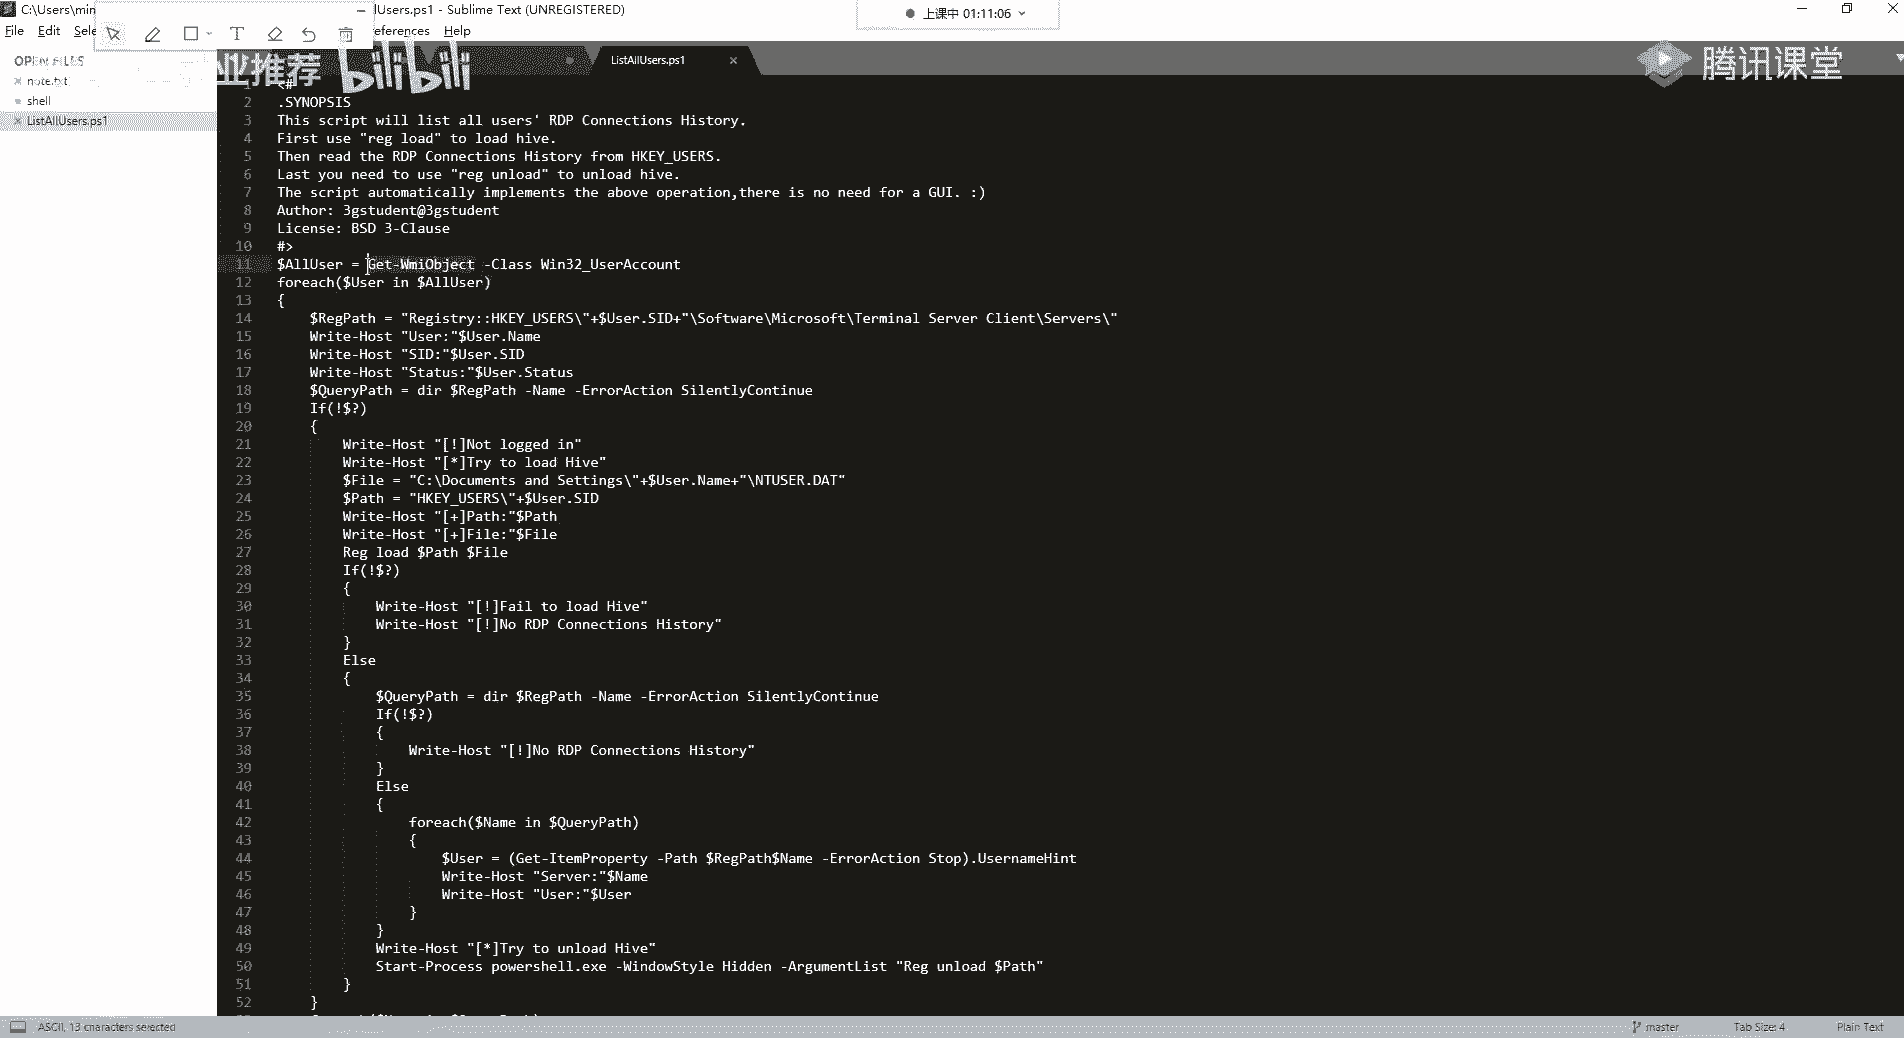 C:\Users\min
lUsers.ps1 - Sublime Text (UNREGISTERED)
上课中 01:11:06
File Edit Sele
eferences Help
OPEN FILES
业推荐 bilibili
ListAllUsers.ps1
腾讯课堂
note.txt
shell
ListAllUsers.ps1
1 <#
2 .SYNOPSIS
3 This script will list all users' RDP Connections History.
4 First use "reg load" to load hive.
5 Then read the RDP Connections History from HKEY_USERS.
6 Last you need to use "reg unload" to unload hive.
7 The script automatically implements the above operation,there is no need for a GUI. :)
8 Author: 3gstudent@3gstudent
9 License: BSD 3-Clause
10 #>
11 $AllUser = Get-WmiObject -Class Win32_UserAccount
12 foreach($User in $AllUser)
13 {
14 $RegPath = "Registry::HKEY_USERS\"+$User.SID+"\Software\Microsoft\Terminal Server Client\Servers\"
15 Write-Host "User:"$User.Name
16 Write-Host "SID:"$User.SID
17 Write-Host "Status:"$User.Status
18 $QueryPath = dir $RegPath -Name -ErrorAction SilentlyContinue
19 If(!$?)
20 {
21 Write-Host "[!]Not logged in"
22 Write-Host "[*]Try to load Hive"
23 $File = "C:\Documents and Settings\"+$User.Name+"\NTUSER.DAT"
24 $Path = "HKEY_USERS\"+$User.SID
25 Write-Host "[+]Path:"$Path
26 Write-Host "[+]File:"$File
27 Reg load $Path $File
28 If(!$?)
29 {
30 Write-Host "[!]Fail to load Hive"
31 Write-Host "[!]No RDP Connections History"
32 }
33 Else
34 {
35 $QueryPath = dir $RegPath -Name -ErrorAction SilentlyContinue
36 If(!$?)
37 {
38 Write-Host "[!]No RDP Connections History"
39 }
40 Else
41 {
42 foreach($Name in $QueryPath)
43 {
44 $User = (Get-ItemProperty -Path $RegPath$Name -ErrorAction Stop).UsernameHint
45 Write-Host "Server:"$Name
46 Write-Host "User:"$User
47 }
48 }
49 Write-Host "[*]Try to unload Hive"
50 Start-Process powershell.exe -WindowStyle Hidden -ArgumentList "Reg unload $Path"
51 }
52 }
ASCII, 13 characters selected
master
Tab Size: 4
Plain Text